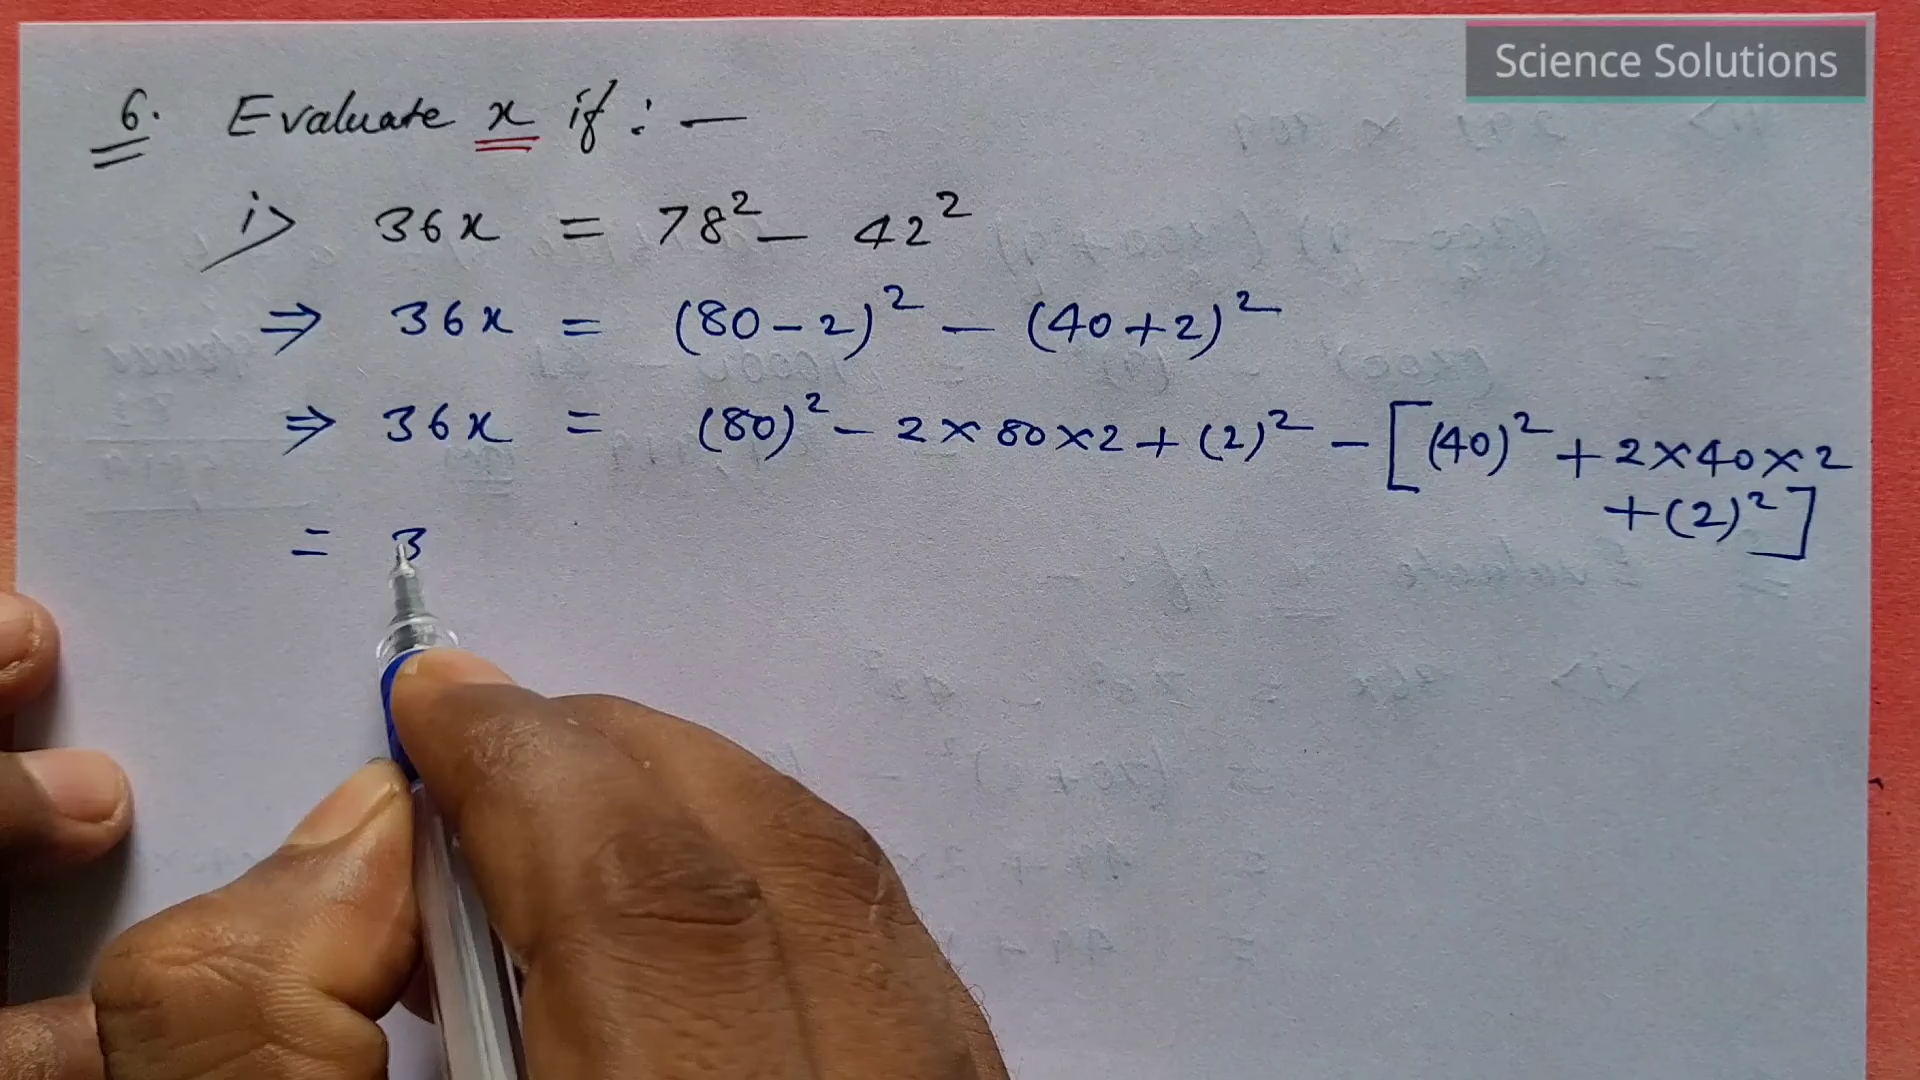 Science Solutions
6. Evaluate x if : —
i> 36x = 78² - 42²
⇒ 36x = (80-2)² - (40+2)²
⇒ 36x = (80)² - 2×80×2 + (2)² - [(40)² + 2×40×2
+ (2)²]
= 3